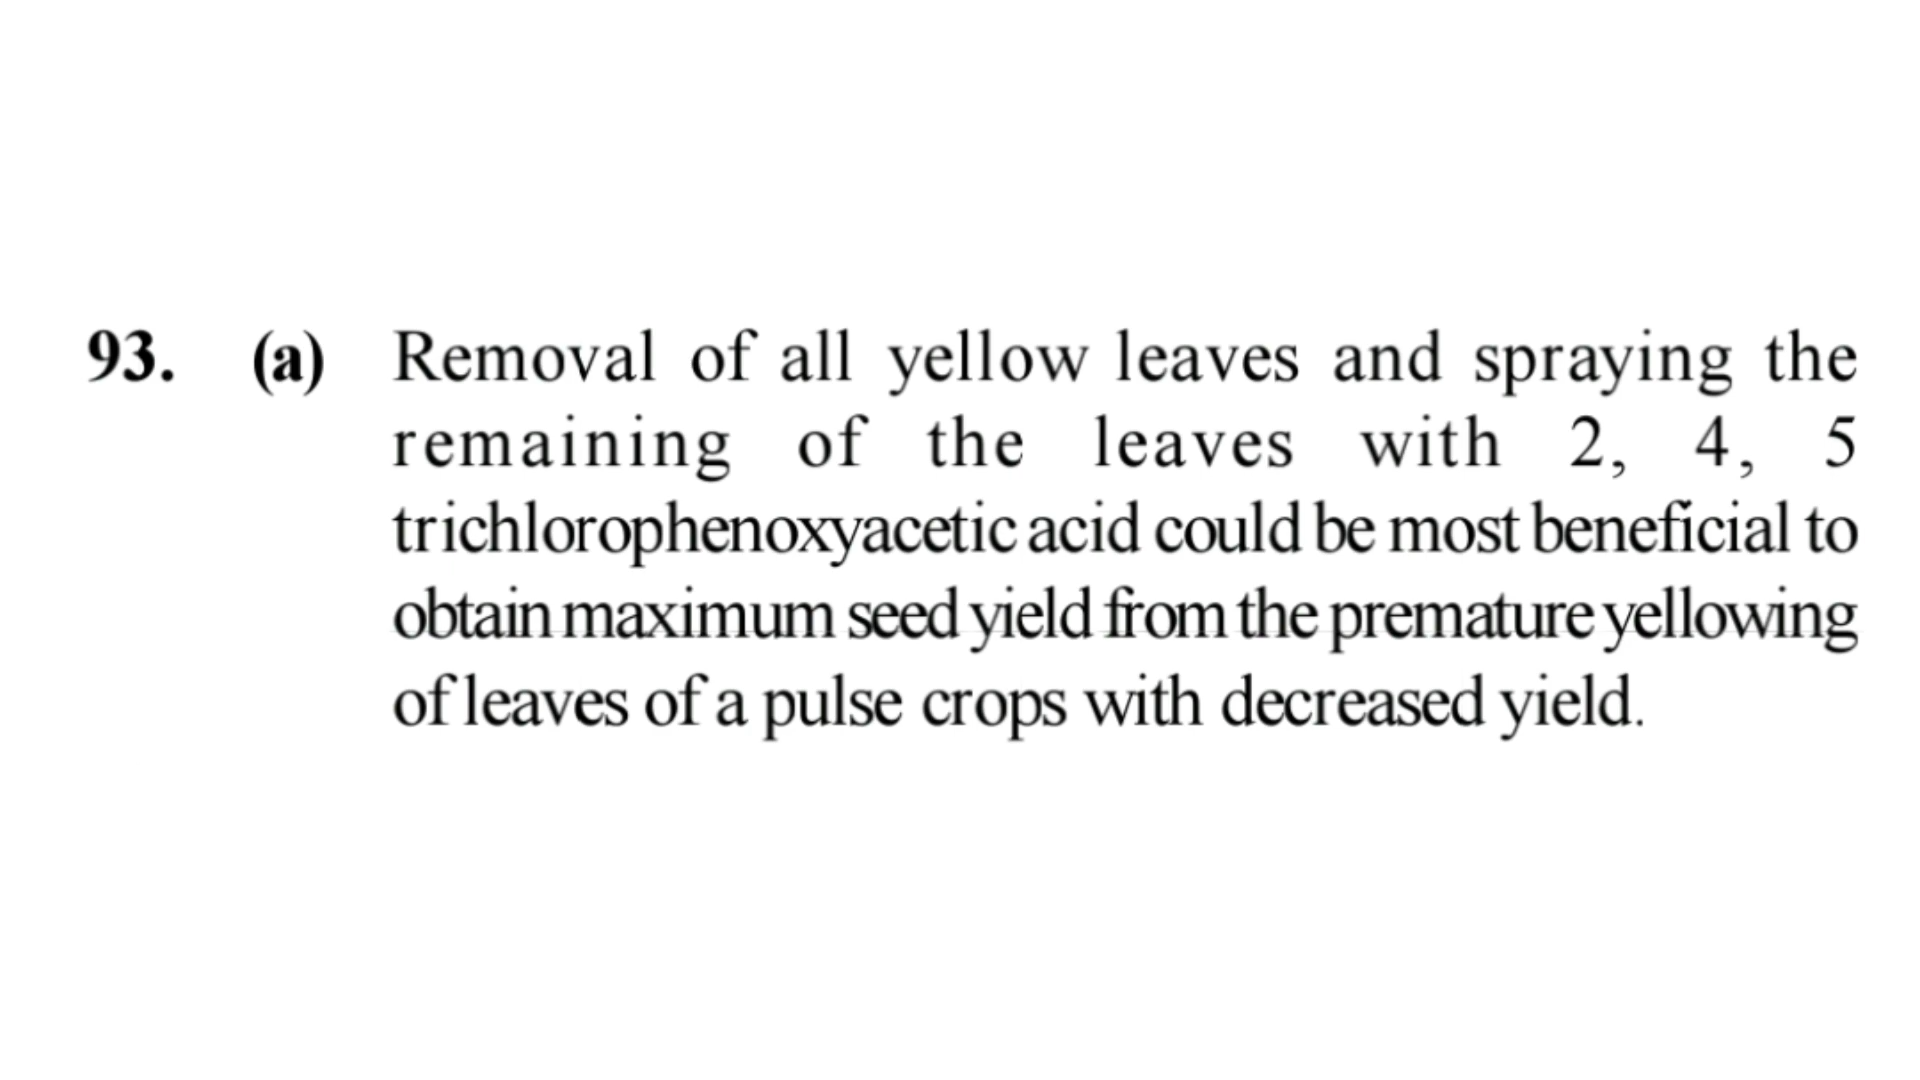 93. (a) Removal of all yellow leaves and spraying the
remaining of the leaves with 2, 4, 5
trichlorophenoxyacetic acid could be most beneficial to
obtain maximum seed yield from the premature yellowing
of leaves of a pulse crops with decreased yield.